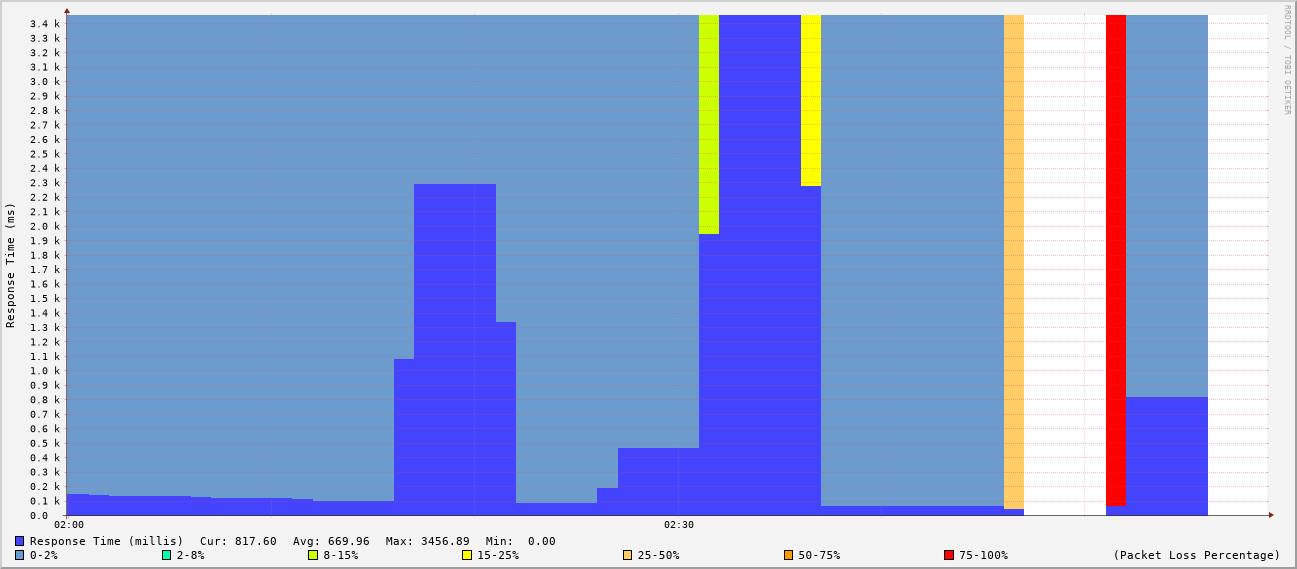 RRDTOOL / TOBI OETIKER
Response Time (ms)
3.4 k
3.3 k
3.2 k
3.1 k
3.0 k
2.9 k
2.8 k
2.7 k
2.6 k
2.5 k
2.4 k
2.3 k
2.2 k
2.1 k
2.0 k
1.9 k
1.8 k
1.7 k
1.6 k
1.5 k
1.4 k
1.3 k
1.2 k
1.1 k
1.0 k
0.9 k
0.8 k
0.7 k
0.6 k
0.5 k
0.4 k
0.3 k
0.2 k
0.1 k
0.0
02:00 02:30
Response Time (millis) Cur: 817.60 Avg: 669.96 Max: 3456.89 Min: 0.00
0-2% 2-8% 8-15% 15-25% 25-50% 50-75% 75-100% (Packet Loss Percentage)